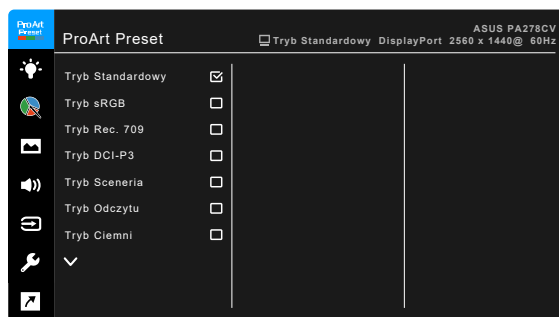 ProArt
Preset
ProArt Preset
ASUS PA278CV
Tryb Standardowy DisplayPort 2560 x 1440@ 60Hz
Tryb Standardowy
Tryb sRGB
Tryb Rec. 709
Tryb DCI-P3
Tryb Sceneria
Tryb Odczytu
Tryb Ciemni